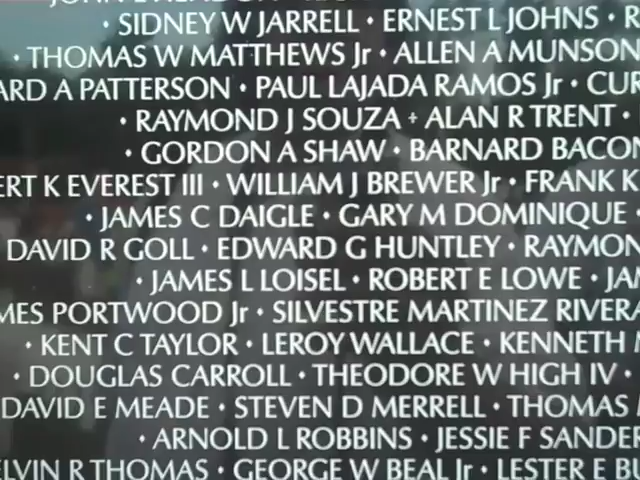 • SIDNEY W JARRELL • ERNEST L JOHNS • R
• THOMAS W MATTHEWS Jr • ALLEN A MUNSON
ARD A PATTERSON • PAUL LAJADA RAMOS Jr • CUR
• RAYMOND J SOUZA + ALAN R TRENT •
• GORDON A SHAW • BARNARD BACON
ERT K EVEREST III • WILLIAM J BREWER Jr • FRANK K
• JAMES C DAIGLE • GARY M DOMINIQUE
DAVID R GOLL • EDWARD G HUNTLEY • RAYMON
• JAMES L LOISEL • ROBERT E LOWE • JAM
MES PORTWOOD Jr • SILVESTRE MARTINEZ RIVERA
• KENT C TAYLOR • LEROY WALLACE • KENNETH
• DOUGLAS CARROLL • THEODORE W HIGH IV •
DAVID E MEADE • STEVEN D MERRELL • THOMAS
• ARNOLD L ROBBINS • JESSIE F SANDER
ELVIN R THOMAS • GEORGE W BEAL Jr • LESTER E BU